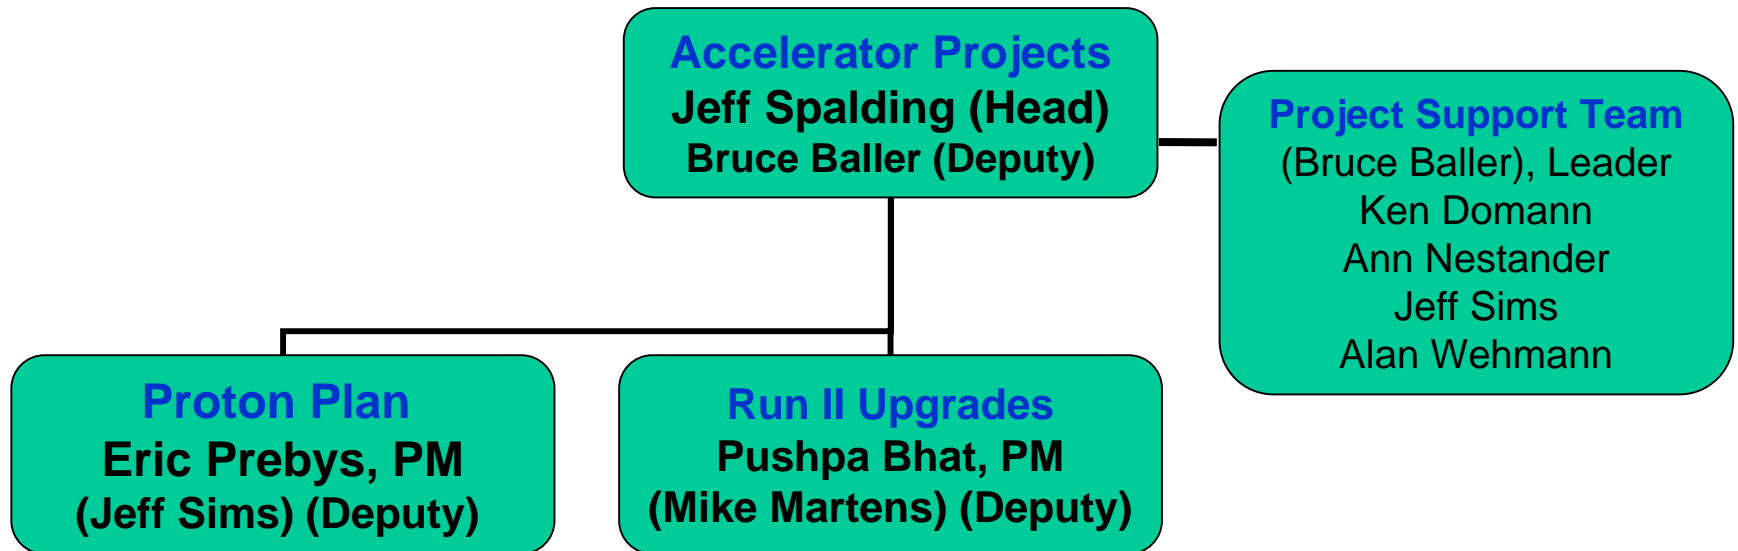 Accelerator Projects
Jeff Spalding (Head)
Bruce Baller (Deputy)
Project Support Team
(Bruce Baller), Leader
Ken Domann
Ann Nestander
Jeff Sims
Alan Wehmann
Proton Plan
Eric Prebys, PM
(Jeff Sims) (Deputy)
Run II Upgrades
Pushpa Bhat, PM
(Mike Martens) (Deputy)